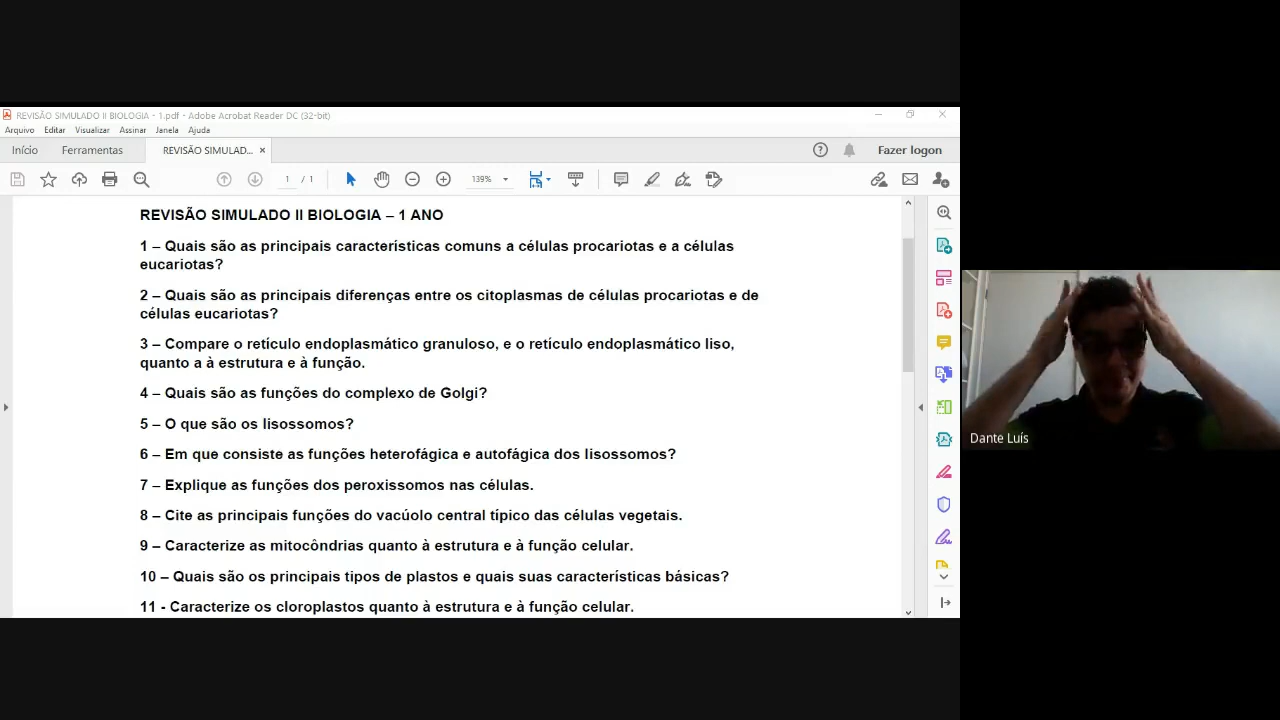 REVISÃO SIMULADO II BIOLOGIA - 1.pdf - Adobe Acrobat Reader DC (32-bit)
Arquivo Editar Visualizar Assinar Janela Ajuda
Início Ferramentas REVISÃO SIMULAD... × Fazer logon
1 / 1 139%
REVISÃO SIMULADO II BIOLOGIA – 1 ANO
1 – Quais são as principais características comuns a células procariotas e a células
eucariotas?
2 – Quais são as principais diferenças entre os citoplasmas de células procariotas e de
células eucariotas?
3 – Compare o retículo endoplasmático granuloso, e o retículo endoplasmático liso,
quanto a à estrutura e à função.
4 – Quais são as funções do complexo de Golgi?
5 – O que são os lisossomos?
6 – Em que consiste as funções heterofágica e autofágica dos lisossomos?
7 – Explique as funções dos peroxissomos nas células.
8 – Cite as principais funções do vacúolo central típico das células vegetais.
9 – Caracterize as mitocôndrias quanto à estrutura e à função celular.
10 – Quais são os principais tipos de plastos e quais suas características básicas?
11 - Caracterize os cloroplastos quanto à estrutura e à função celular.
Dante Luís